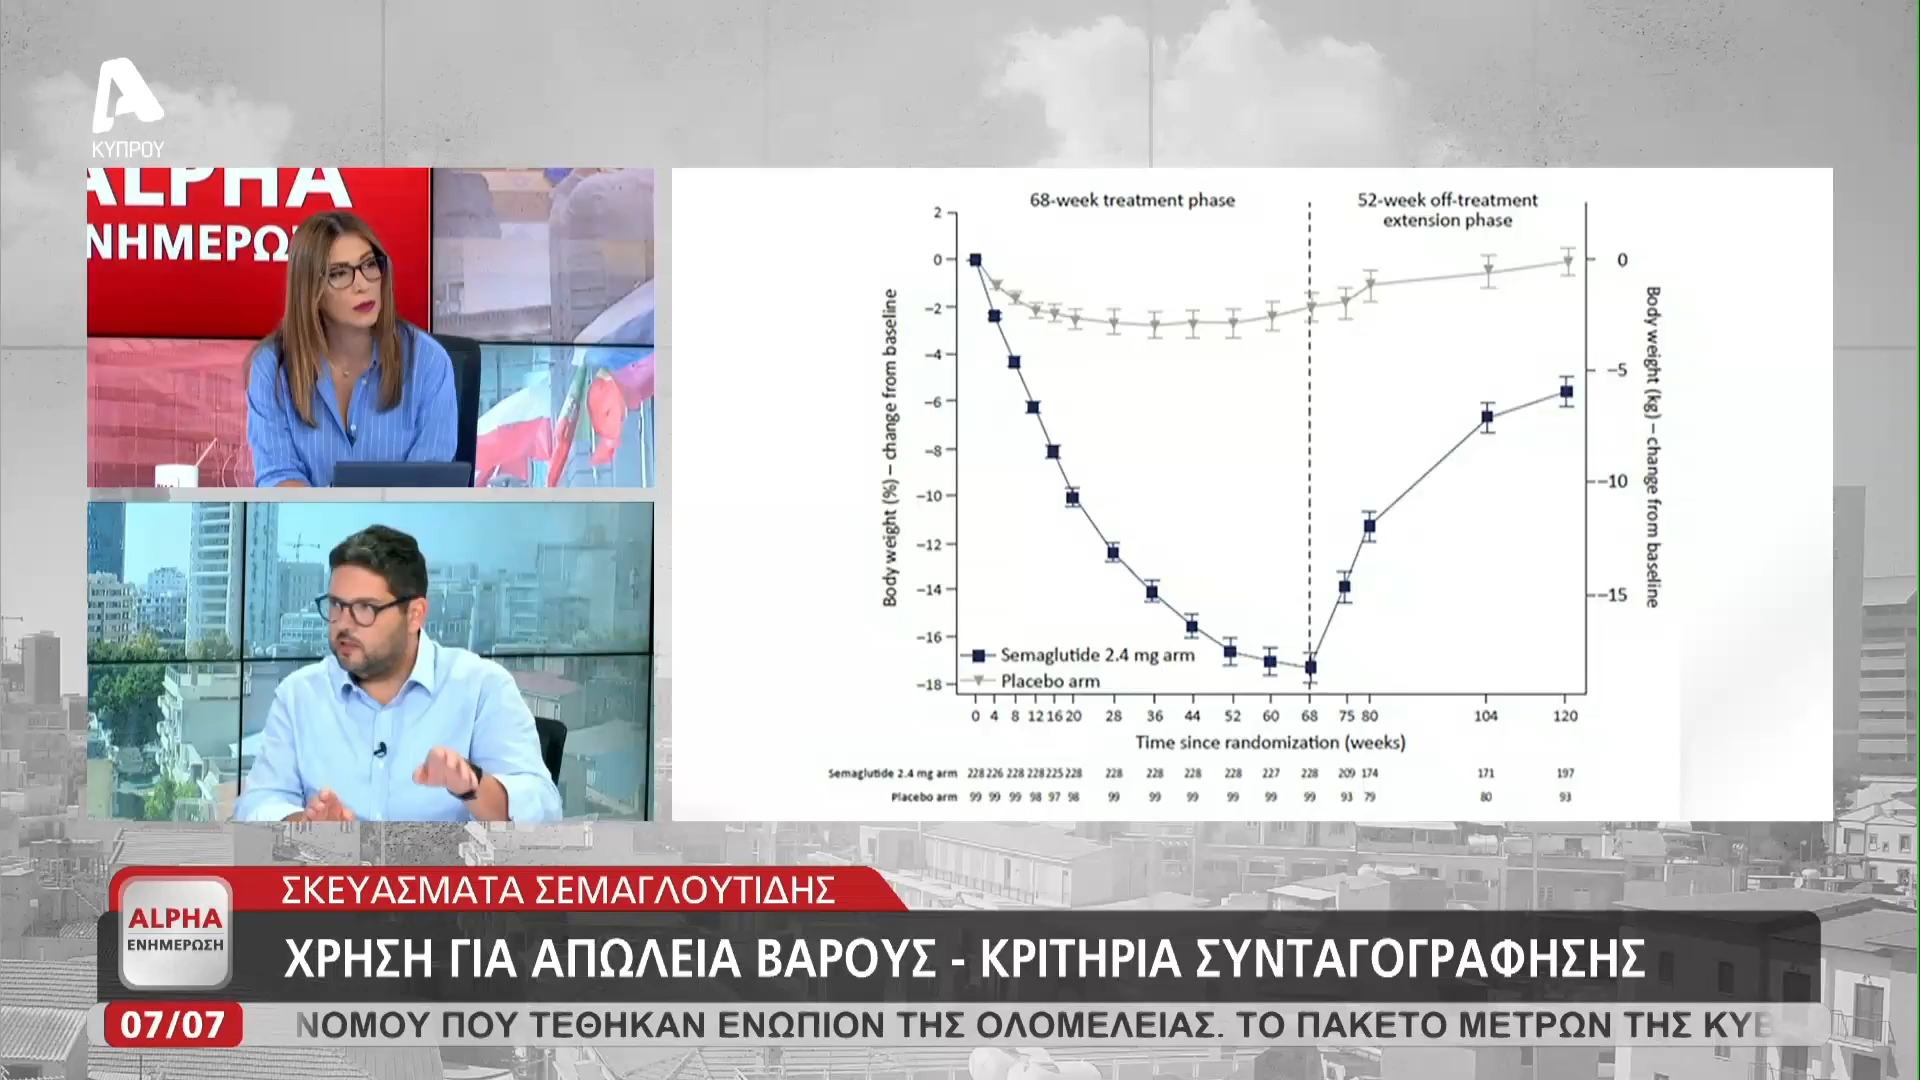 ΚΥΠΡΟΥ
ALPHA
ΝΗΜΕΡΩ
68-week treatment phase
52-week off-treatment
extension phase
2
0
−2
−4
−6
−8
−10
−12
−14
−16
−18
Body weight (%) – change from baseline
0
−5
−10
−15
Body weight (kg) – change from baseline
Semaglutide 2.4 mg arm
Placebo arm
0 4 8 12 16 20 28 36 44 52 60 68 75 80 104 120
Time since randomization (weeks)
Semaglutide 2.4 mg arm 228 226 228 228 225 228 228 228 228 228 227 228 209 174 171 197
Placebo arm 99 99 99 98 97 98 99 99 99 99 99 99 93 79 80 93
ΣΚΕΥΑΣΜΑΤΑ ΣΕΜΑΓΛΟΥΤΙΔΗΣ
ALPHA
ΕΝΗΜΕΡΩΣΗ
ΧΡΗΣΗ ΓΙΑ ΑΠΩΛΕΙΑ ΒΑΡΟΥΣ - ΚΡΙΤΗΡΙΑ ΣΥΝΤΑΓΟΓΡΑΦΗΣΗΣ
07/07
ΝΟΜΟΥ ΠΟΥ ΤΕΘΗΚΑΝ ΕΝΩΠΙΟΝ ΤΗΣ ΟΛΟΜΕΛΕΙΑΣ. ΤΟ ΠΑΚΕΤΟ ΜΕΤΡΩΝ ΤΗΣ ΚΥΒ